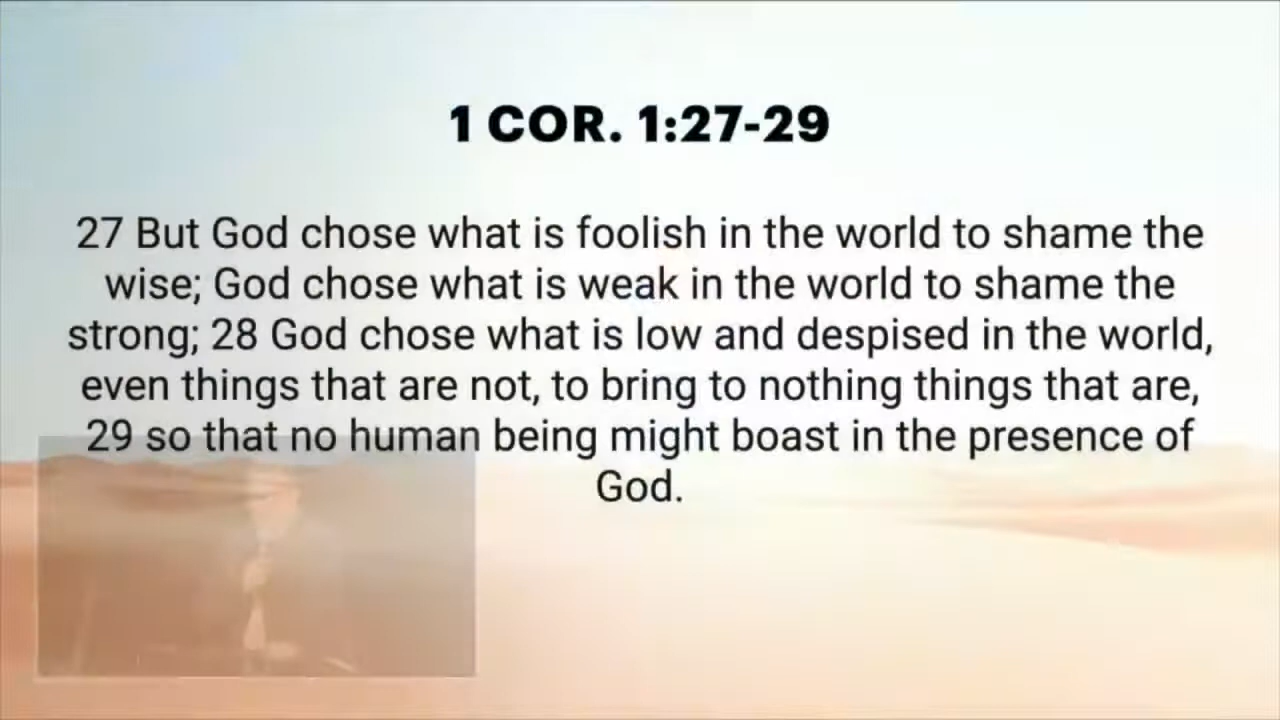 1 COR. 1:27-29
27 But God chose what is foolish in the world to shame the
wise; God chose what is weak in the world to shame the
strong; 28 God chose what is low and despised in the world,
even things that are not, to bring to nothing things that are,
29 so that no human being might boast in the presence of
God.